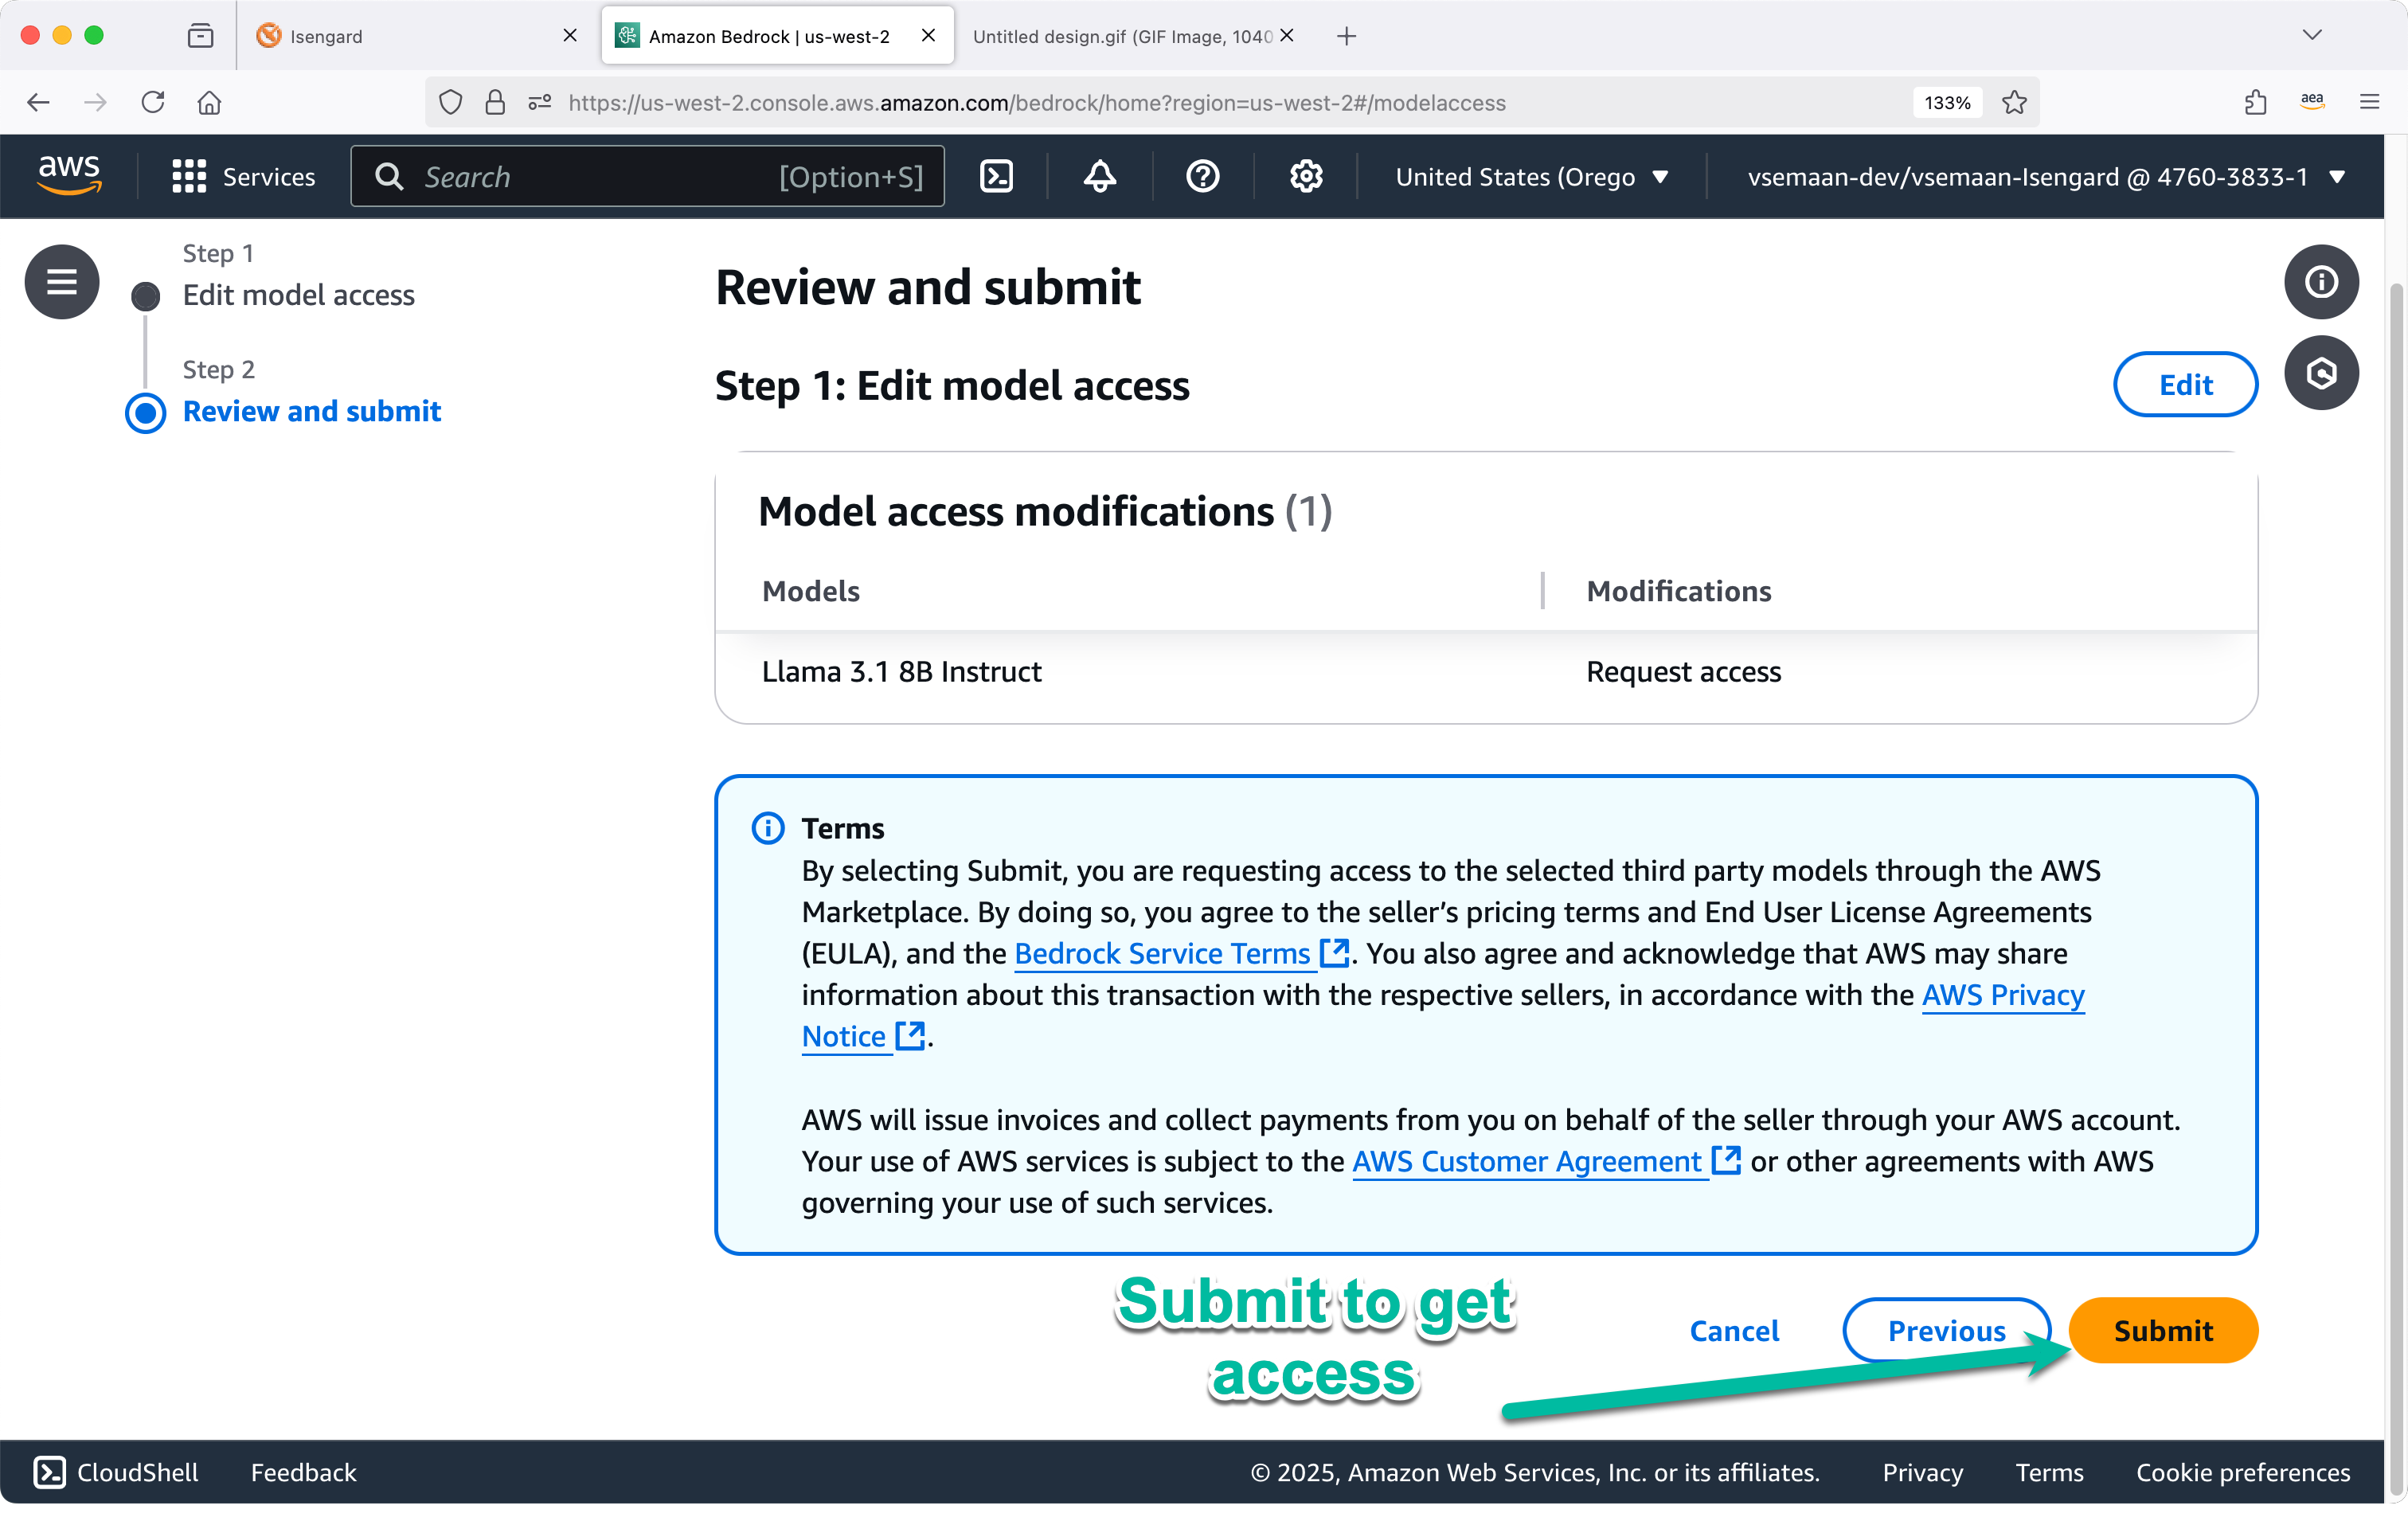 Isengard
Amazon Bedrock | us-west-2
Untitled design.gif (GIF Image, 1040
https://us-west-2.console.aws.amazon.com/bedrock/home?region=us-west-2#/modelaccess
133%
aea
aws
Services
Search
[Option+S]
United States (Orego
vsemaan-dev/vsemaan-Isengard @ 4760-3833-1
Step 1
Edit model access
Step 2
Review and submit
Review and submit
Step 1: Edit model access
Edit
Model access modifications (1)
Models
Modifications
Llama 3.1 8B Instruct
Request access
Terms
By selecting Submit, you are requesting access to the selected third party models through the AWS
Marketplace. By doing so, you agree to the seller’s pricing terms and End User License Agreements
(EULA), and the Bedrock Service Terms. You also agree and acknowledge that AWS may share
information about this transaction with the respective sellers, in accordance with the AWS Privacy
Notice.
AWS will issue invoices and collect payments from you on behalf of the seller through your AWS account.
Your use of AWS services is subject to the AWS Customer Agreement or other agreements with AWS
governing your use of such services.
Submit to get
access
Cancel
Previous
Submit
CloudShell
Feedback
© 2025, Amazon Web Services, Inc. or its affiliates.
Privacy
Terms
Cookie preferences